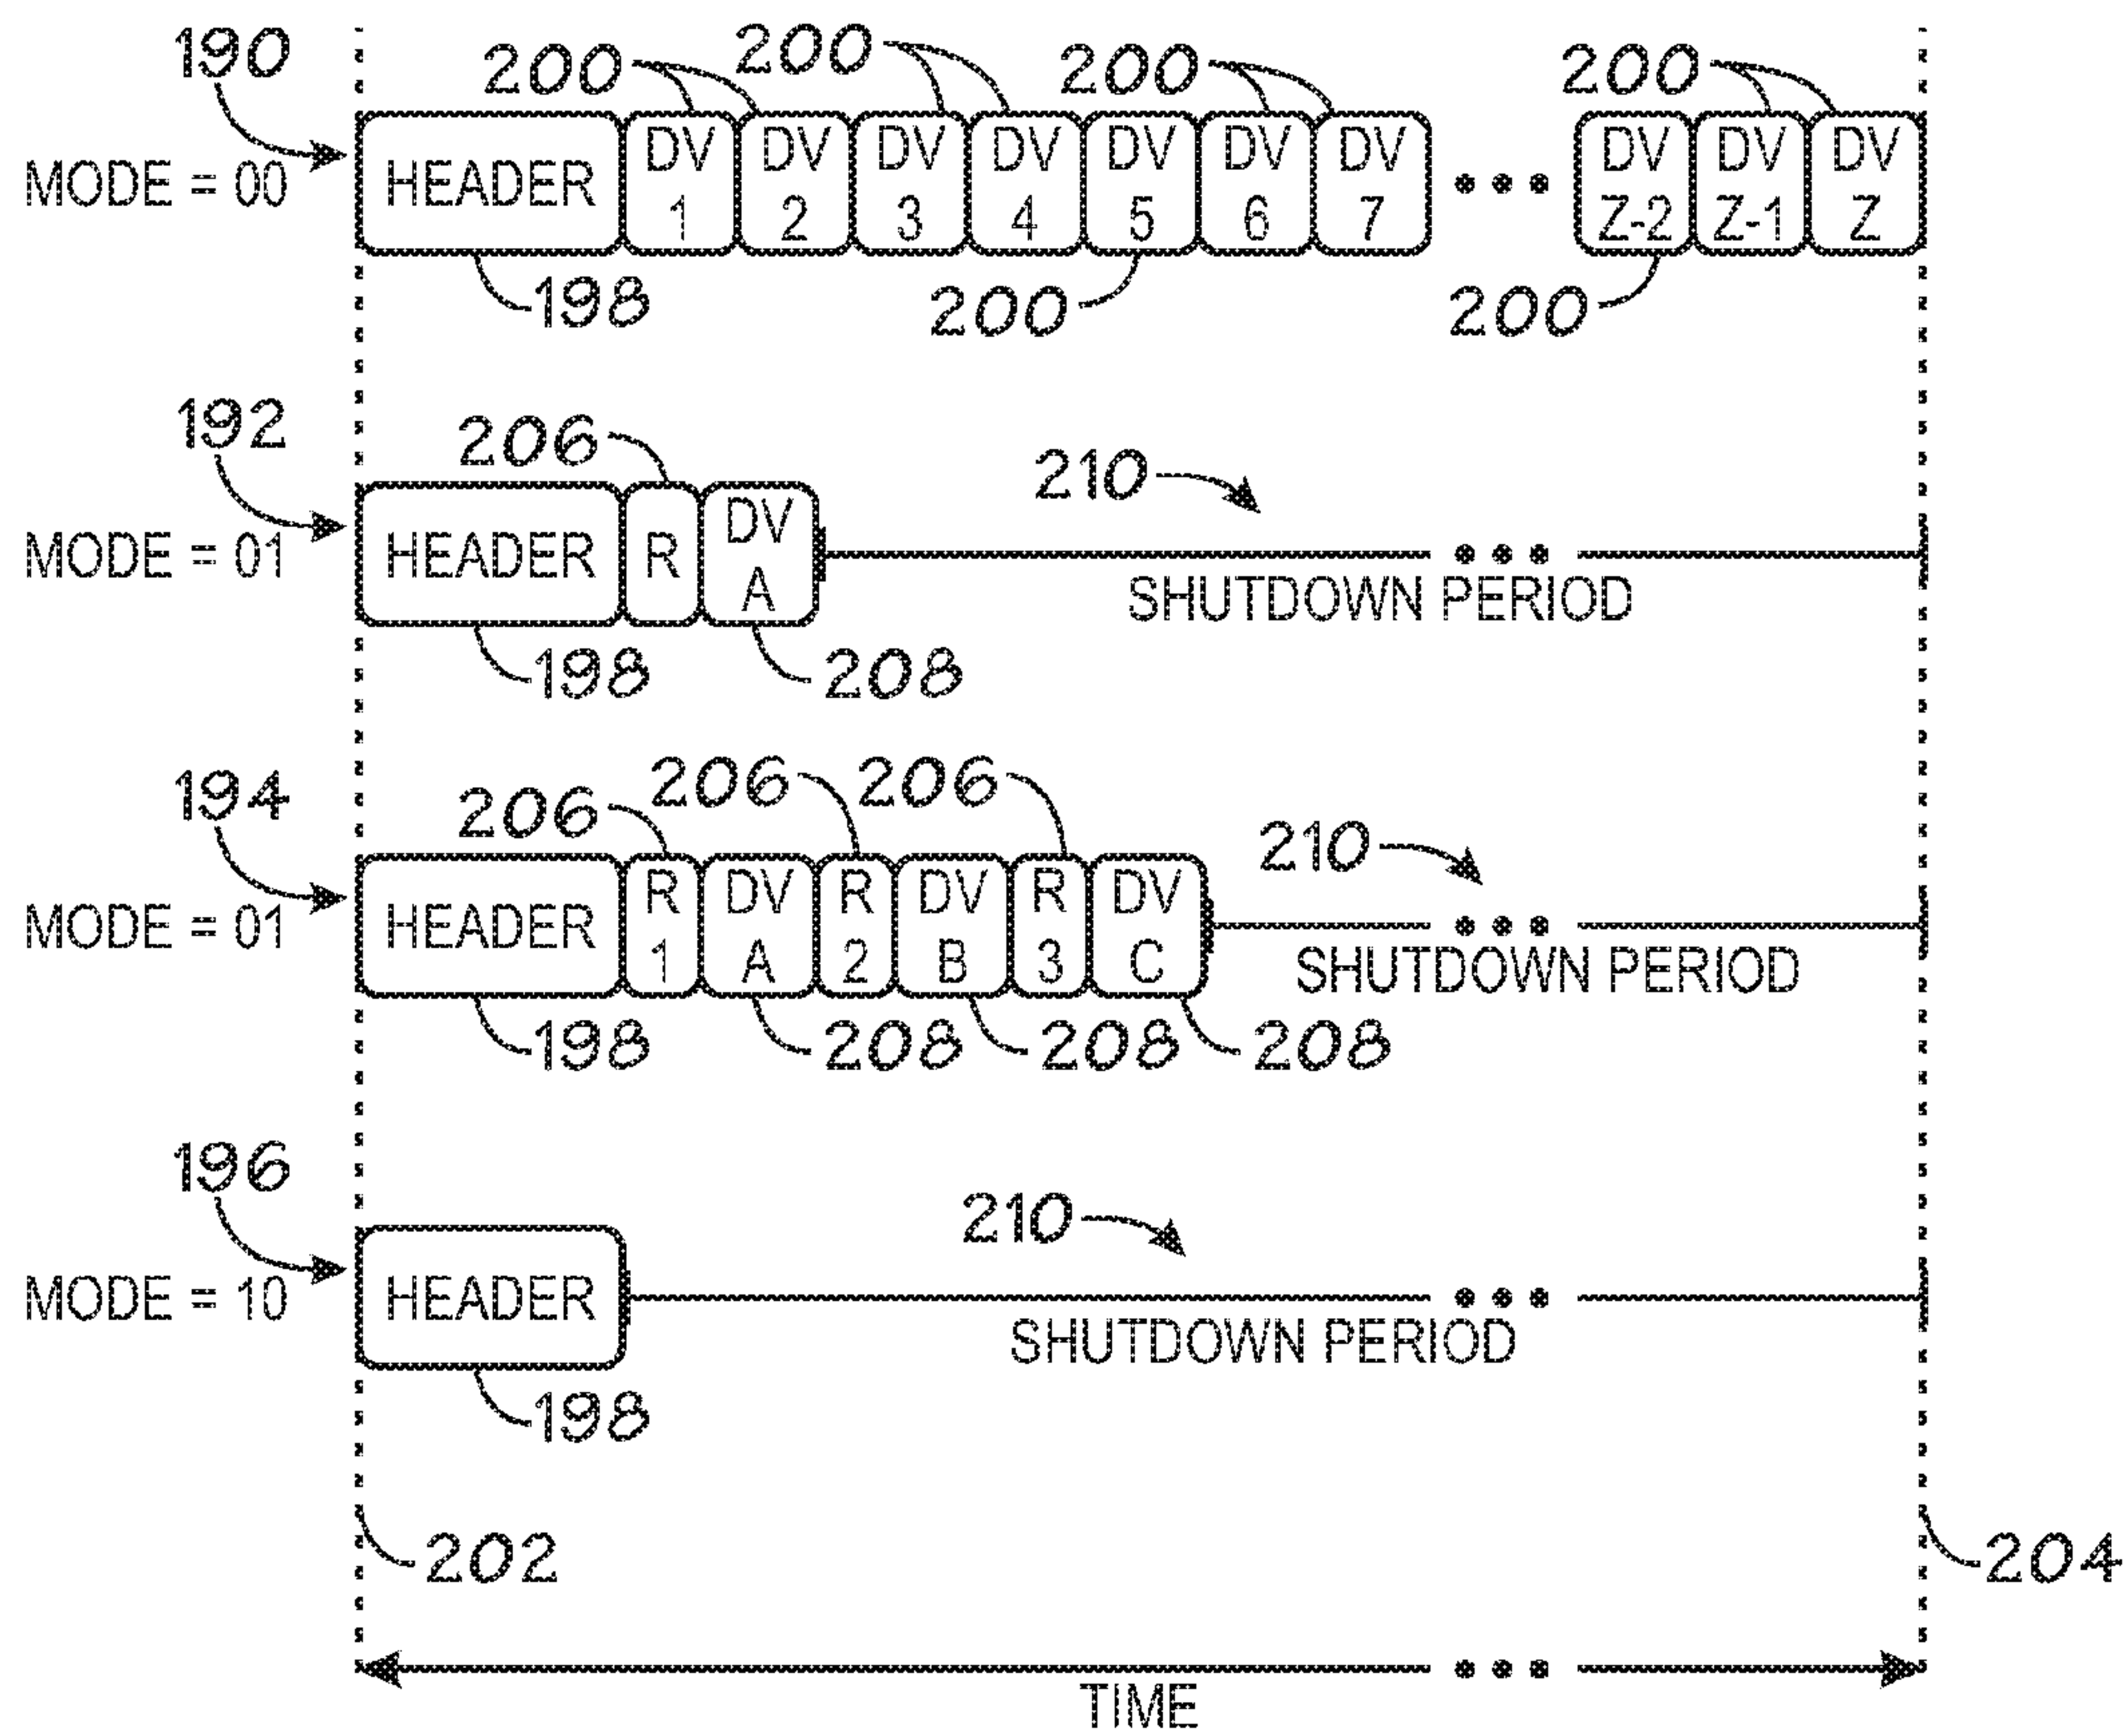 190 200 200 200 200
MODE = 00 HEADER DV 1 DV 2 DV 3 DV 4 DV 5 DV 6 DV 7 ••• DV Z-2 DV Z-1 DV Z
198 200 200
192 206 210
MODE = 01 HEADER R DV A •••
SHUTDOWN PERIOD
198 208
194 206 206 206 210
MODE = 01 HEADER R 1 DV A R 2 DV B R 3 DV C •••
SHUTDOWN PERIOD
198 208 208 208
196 210
MODE = 10 HEADER •••
SHUTDOWN PERIOD
198
202 204
•••
TIME